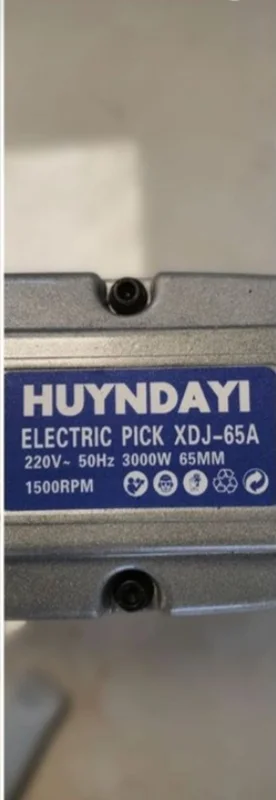 HUYNDAYI
ELECTRIC PICK XDJ-65A
220V~ 50Hz 3000W 65MM
1500RPM